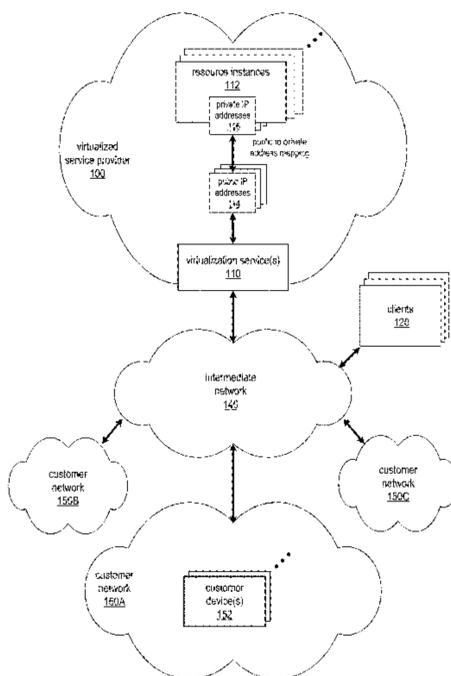 resource instances
112
private IP
addresses
116
public to private
address mapping
virtualized
service provider
100
public IP
addresses
114
virtualization service(s)
110
clients
120
intermediate
network
140
customer
network
150B
customer
network
150C
customer
network
150A
customer
device(s)
152